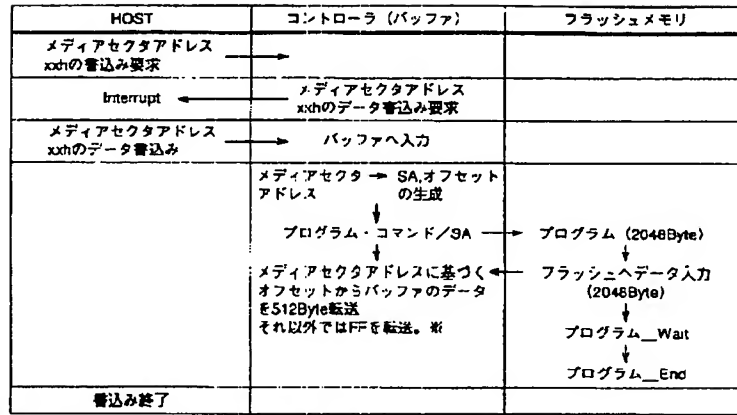 HOST
コントローラ（バッファ）
フラッシュメモリ
メディアセクタアドレス
xxhの書込み要求
Interrupt
メディアセクタアドレス
xxhのデータ書込み要求
メディアセクタアドレス
xxhのデータ書込み
バッファへ入力
メディアセクタ
アドレス
SA,オフセット
の生成
プログラム・コマンド／SA
プログラム（2048Byte）
メディアセクタアドレスに基づく
オフセットからバッファのデータ
を512Byte転送
それ以外ではFFを転送。※
フラッシュへデータ入力
(2048Byte)
プログラム__Wait
プログラム__End
書込み終了